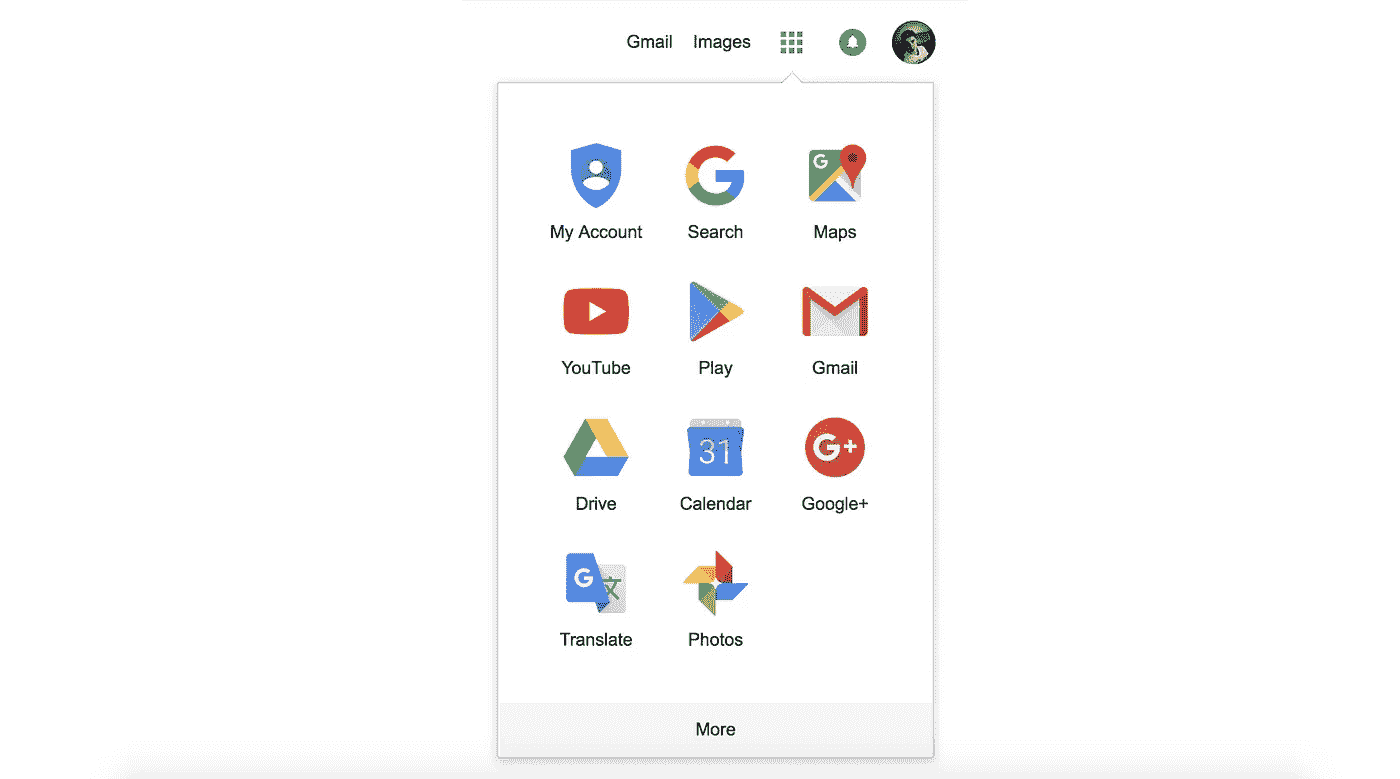 Gmail Images
My Account Search Maps
YouTube Play Gmail
31
Drive Calendar Google+
Translate Photos
More